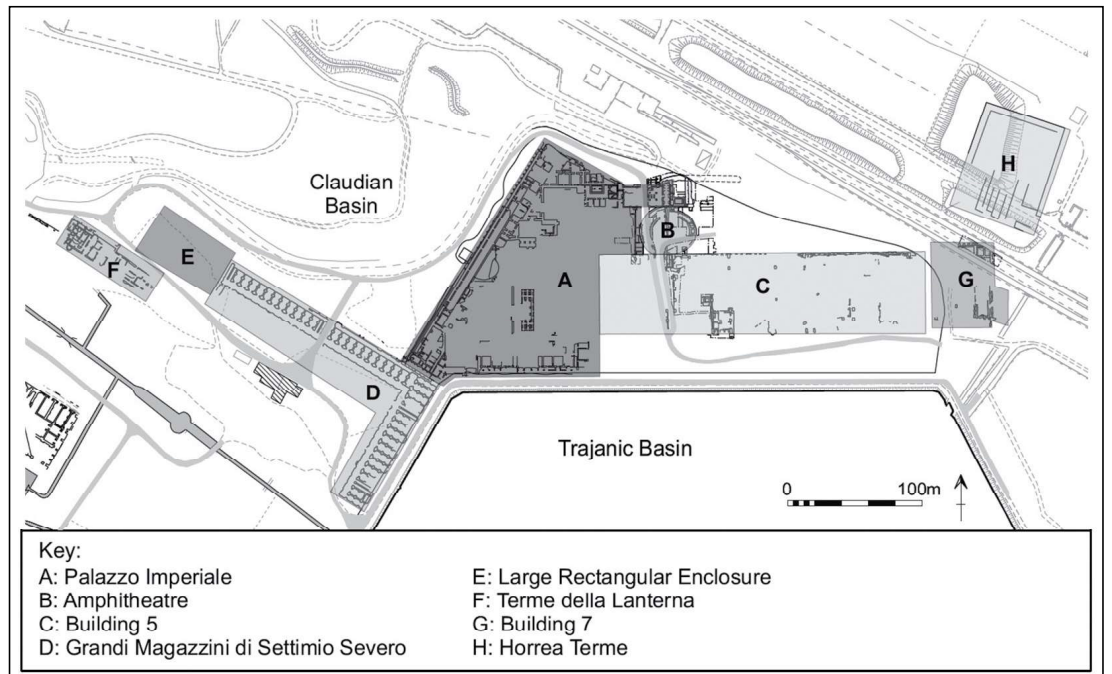 Claudian
Basin
H
B
F
E
A
C
G
D
Trajanic Basin
0 100m
Key:
A: Palazzo Imperiale
B: Amphitheatre
C: Building 5
D: Grandi Magazzini di Settimio Severo
E: Large Rectangular Enclosure
F: Terme della Lanterna
G: Building 7
H: Horrea Terme